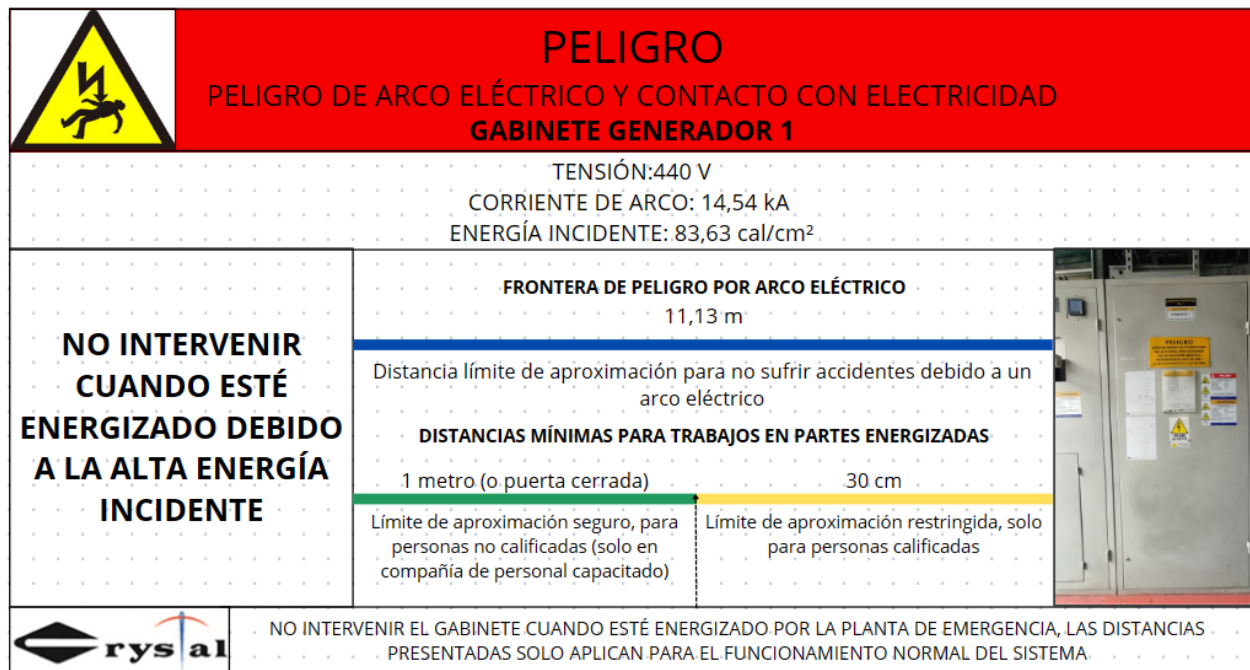 PELIGRO
PELIGRO DE ARCO ELÉCTRICO Y CONTACTO CON ELECTRICIDAD
GABINETE GENERADOR 1
TENSIÓN:440 V
CORRIENTE DE ARCO: 14,54 kA
ENERGÍA INCIDENTE: 83,63 cal/cm²
NO INTERVENIR
CUANDO ESTÉ
ENERGIZADO DEBIDO
A LA ALTA ENERGÍA
INCIDENTE
FRONTERA DE PELIGRO POR ARCO ELÉCTRICO
11,13 m
Distancia límite de aproximación para no sufrir accidentes debido a un
arco eléctrico
DISTANCIAS MÍNIMAS PARA TRABAJOS EN PARTES ENERGIZADAS
1 metro (o puerta cerrada)
Límite de aproximación seguro, para
personas no calificadas (solo en
compañía de personal capacitado)
30 cm
Límite de aproximación restringida, solo
para personas calificadas
PELIGRO
Crystal
NO INTERVENIR EL GABINETE CUANDO ESTÉ ENERGIZADO POR LA PLANTA DE EMERGENCIA, LAS DISTANCIAS
PRESENTADAS SOLO APLICAN PARA EL FUNCIONAMIENTO NORMAL DEL SISTEMA